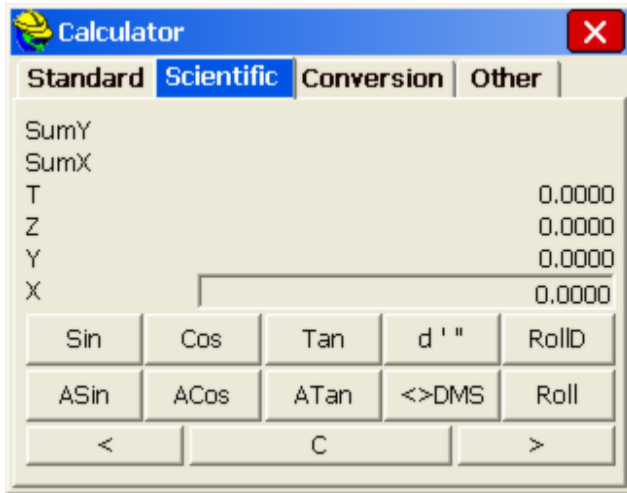 Calculator
Standard Scientific Conversion Other
SumY
SumX
T 0.0000
Z 0.0000
Y 0.0000
X 0.0000
Sin Cos Tan d ' " RollD
ASin ACos ATan <>DMS Roll
< C >